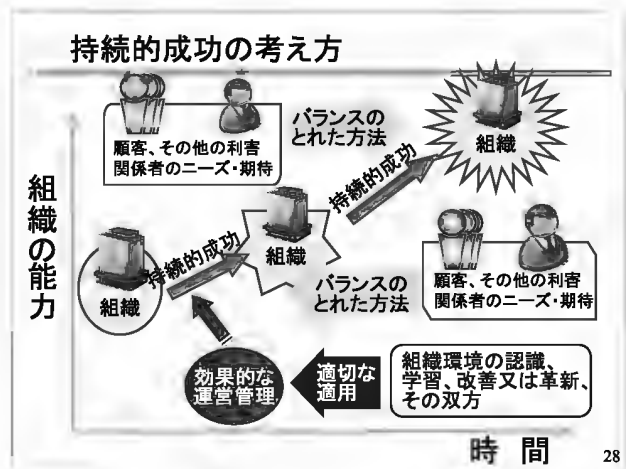 持続的成功の考え方
バランスの
とれた方法
顧客、その他の利害
関係者のニーズ・期待
組織
組織の能力
持続的成功
組織
持続的成功
組織
バランスの
とれた方法
顧客、その他の利害
関係者のニーズ・期待
効果的な
運営管理
適切な
適用
組織環境の認識、
学習、改善又は革新、
その双方
時 間
28